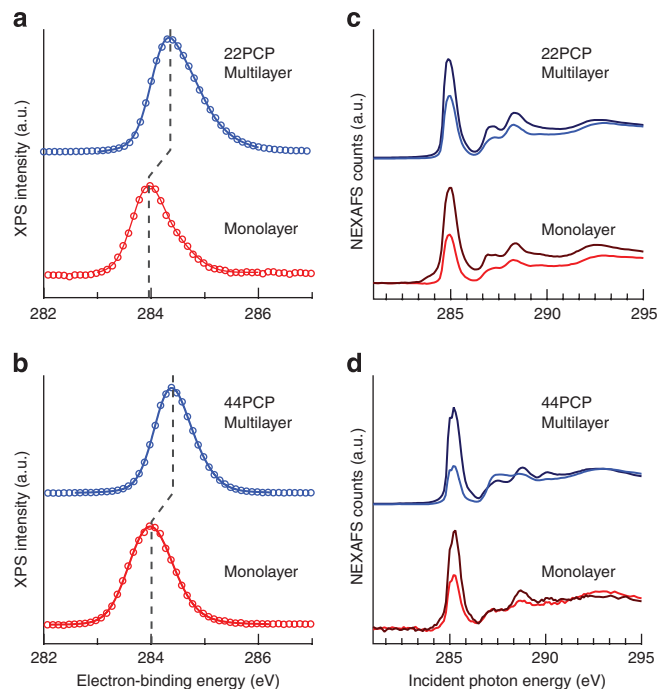 a
22PCP
Multilayer
Monolayer
XPS intensity (a.u.)
282
284
286
c
22PCP
Multilayer
Monolayer
NEXAFS counts (a.u.)
285
290
295
b
44PCP
Multilayer
Monolayer
XPS intensity (a.u.)
282
284
286
Electron-binding energy (eV)
d
44PCP
Multilayer
Monolayer
NEXAFS counts (a.u.)
285
290
295
Incident photon energy (eV)